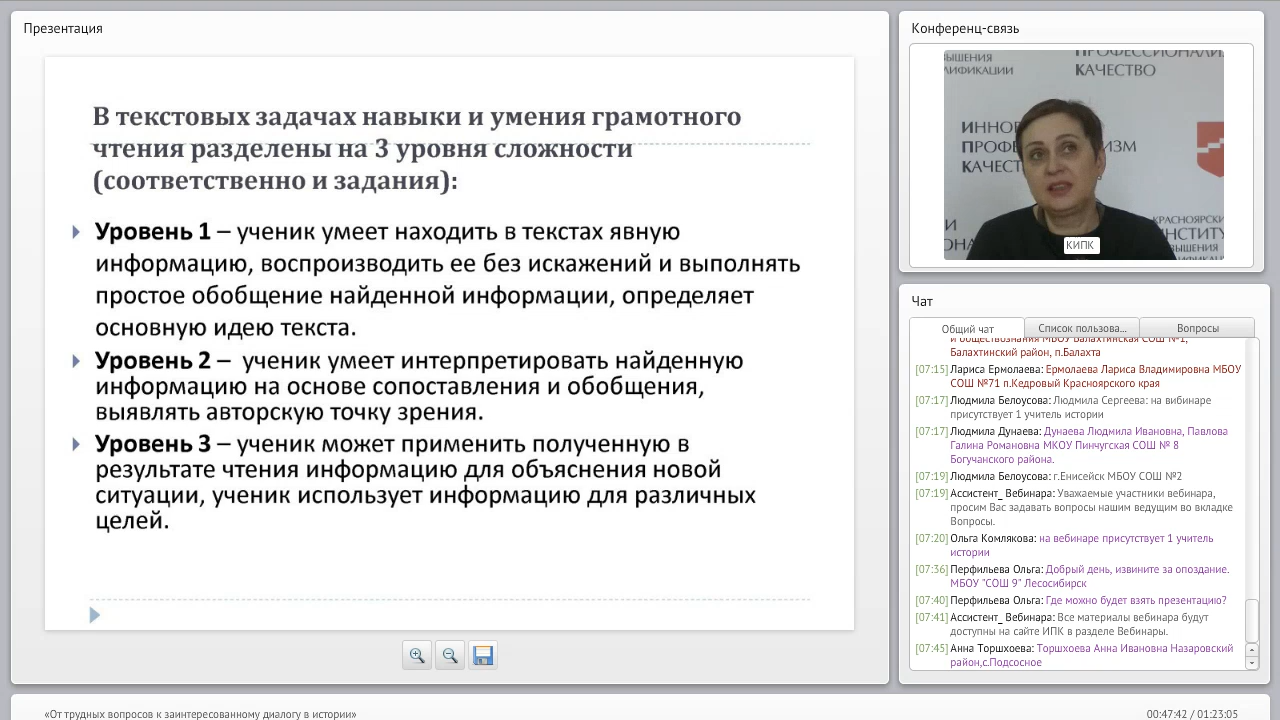 Презентация
В текстовых задачах навыки и умения грамотного
чтения разделены на 3 уровня сложности
(соответственно и задания):
Уровень 1 – ученик умеет находить в текстах явную
информацию, воспроизводить ее без искажений и выполнять
простое обобщение найденной информации, определяет
основную идею текста.
Уровень 2 – ученик умеет интерпретировать найденную
информацию на основе сопоставления и обобщения,
выявлять авторскую точку зрения.
Уровень 3 – ученик может применить полученную в
результате чтения информацию для объяснения новой
ситуации, ученик использует информацию для различных
целей.
Конференц-связь
КАЧЕСТВО
КИПК
Чат
Общий чат
Список пользова...
Вопросы
и обществознания МБОУ Балахтинская СОШ №1,
Балахтинский район, п.Балахта
[07:15] Лариса Ермолаева: Ермолаева Лариса Владимировна МБОУ
СОШ №71 п.Кедровый Красноярского края
[07:17] Людмила Белоусова: Людмила Сергеева: на вибинаре
присутствует 1 учитель истории
[07:17] Людмила Дунаева: Дунаева Людмила Ивановна, Павлова
Галина Романовна МКОУ Пинчугская СОШ № 8
Богучанского района.
[07:19] Людмила Белоусова: г.Енисейск МБОУ СОШ №2
[07:19] Ассистент_ Вебинара: Уважаемые участники вебинара,
просим Вас задавать вопросы нашим ведущим во вкладке
Вопросы.
[07:20] Ольга Комлякова: на вебинаре присутствует 1 учитель
истории
[07:36] Перфильева Ольга: Добрый день, извините за опоздание.
МБОУ "СОШ 9" Лесосибирск
[07:40] Перфильева Ольга: Где можно будет взять презентацию?
[07:41] Ассистент_ Вебинара: Все материалы вебинара будут
доступны на сайте ИПК в разделе Вебинары.
[07:45] Анна Торшхоева: Торшхоева Анна Ивановна Назаровский
район,с.Подсосное
«От трудных вопросов к заинтересованному диалогу в истории»
00:47:42 / 01:23:05